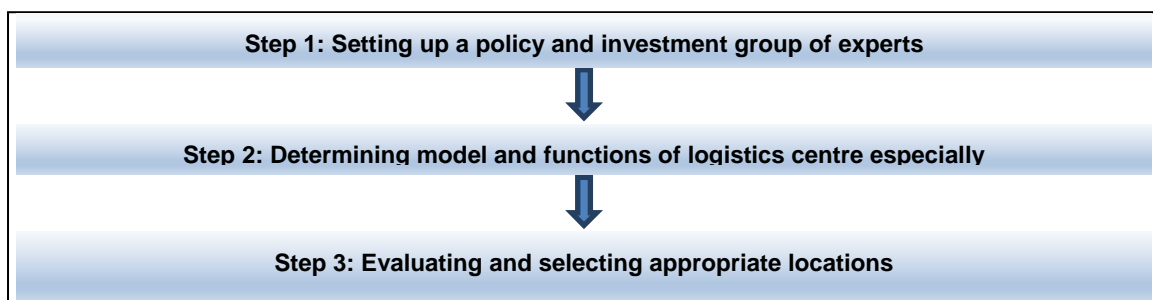 Step 1: Setting up a policy and investment group of experts
Step 2: Determining model and functions of logistics centre especially
Step 3: Evaluating and selecting appropriate locations